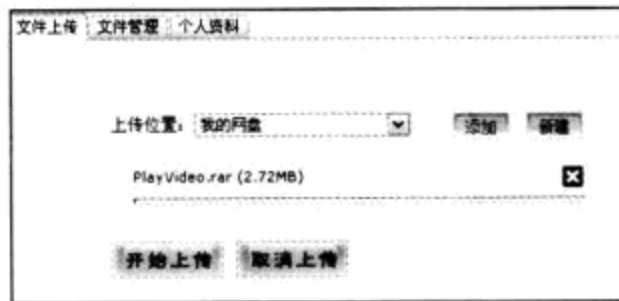 文件上传 文件管理 个人资料
上传位置： 我的网盘 添加 新建
PlayVideo.rar (2.72MB)
开始上传 取消上传